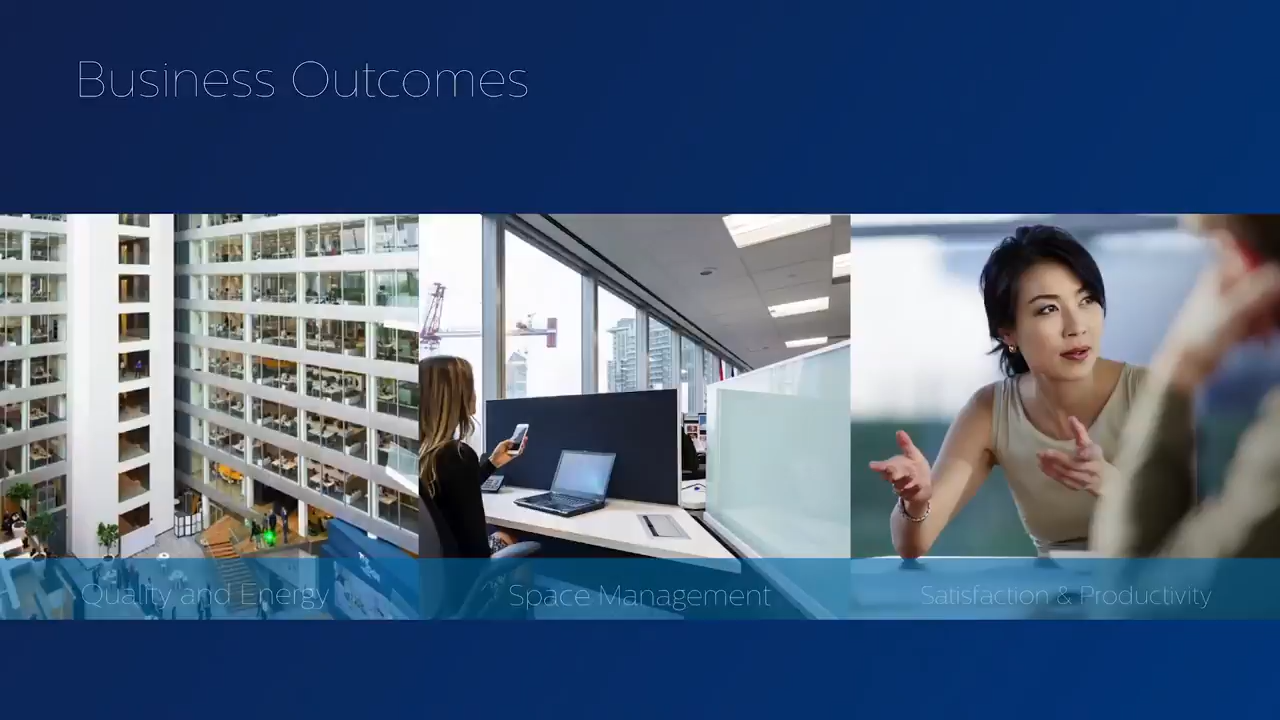 Business Outcomes
Quality and Energy
Space Management
Satisfaction & Productivity